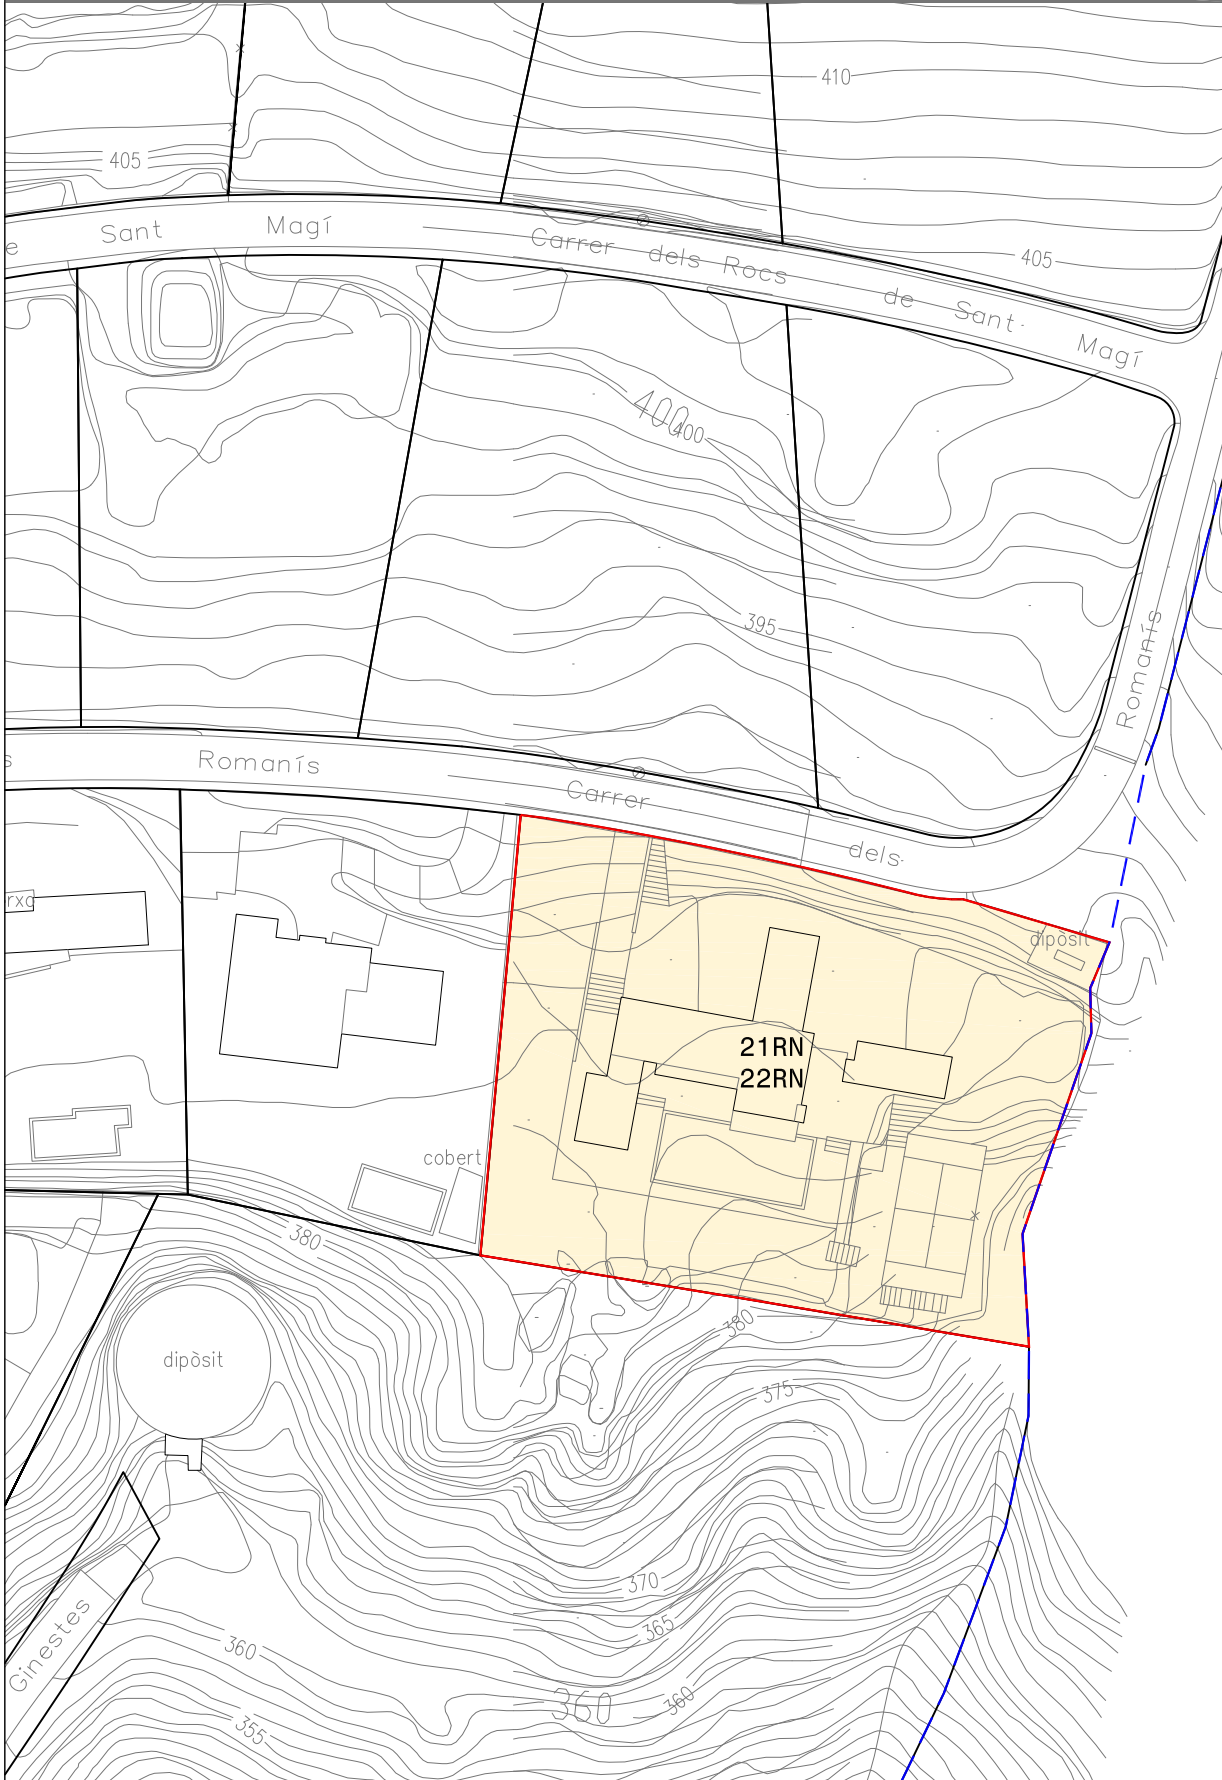 410
405
e Sant Magí
Carrer dels Rocs de Sant Magí
405
400
400
395
Romanís
s Romanís
Carrer dels
rxa
dipòsit
21RN
22RN
cobert
380
380
dipòsit
375
370
365
Ginestes
360
360
360
355